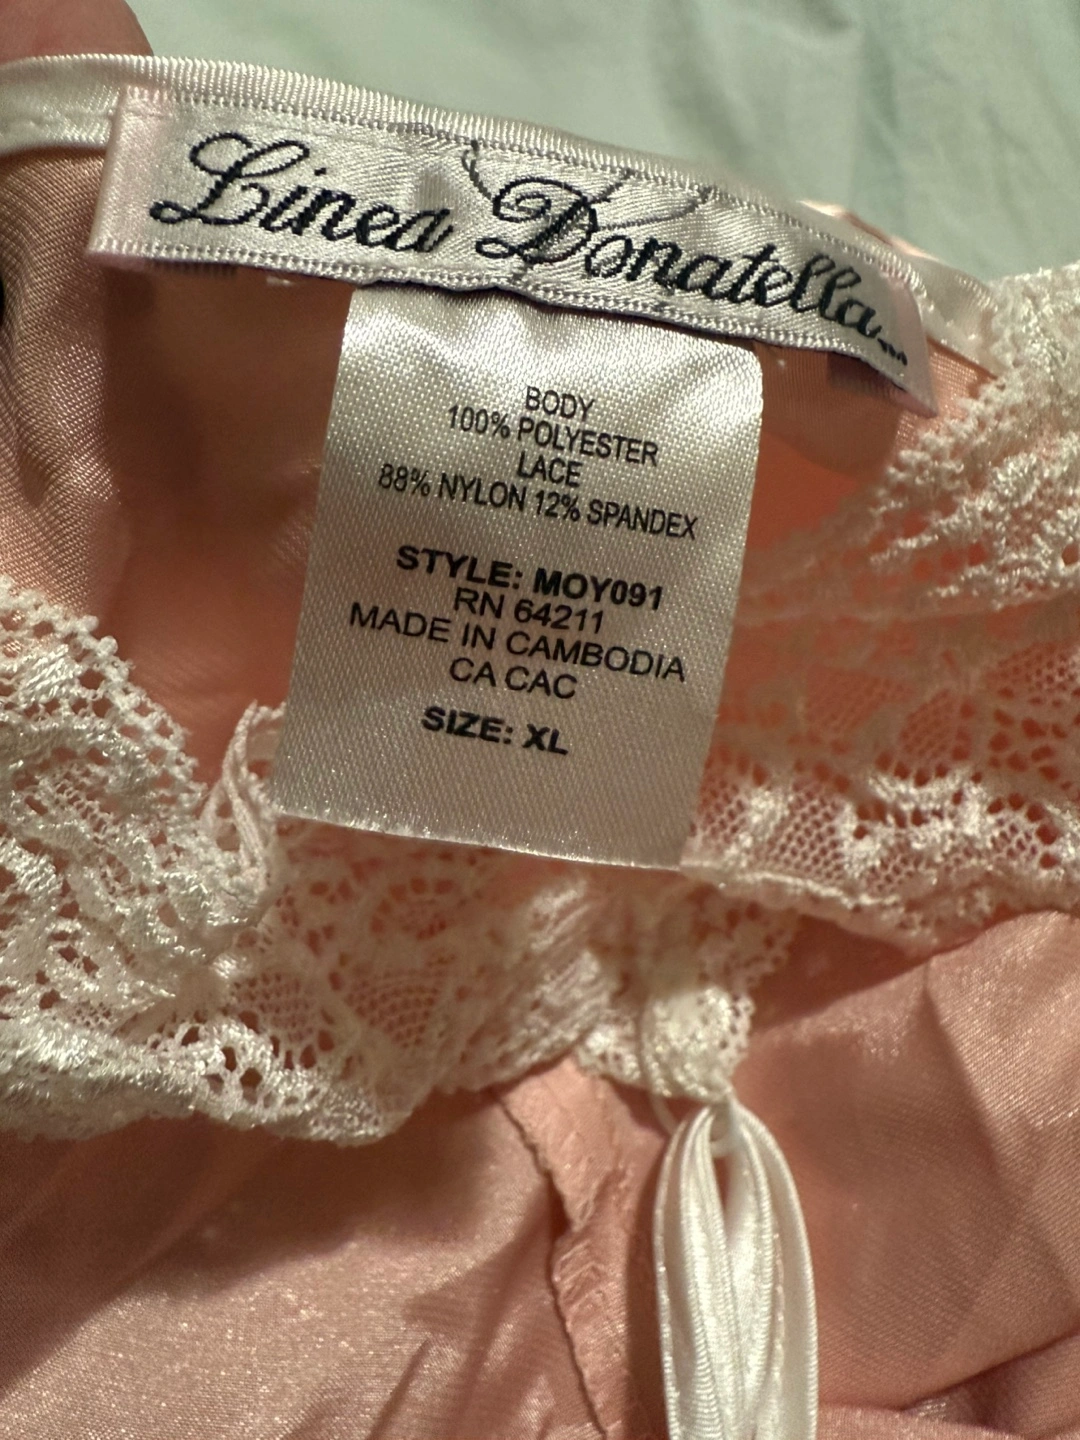 Linea Donatella™
BODY
100% POLYESTER
LACE
88% NYLON 12% SPANDEX
STYLE: MOY091
RN 64211
MADE IN CAMBODIA
CA CAC
SIZE: XL